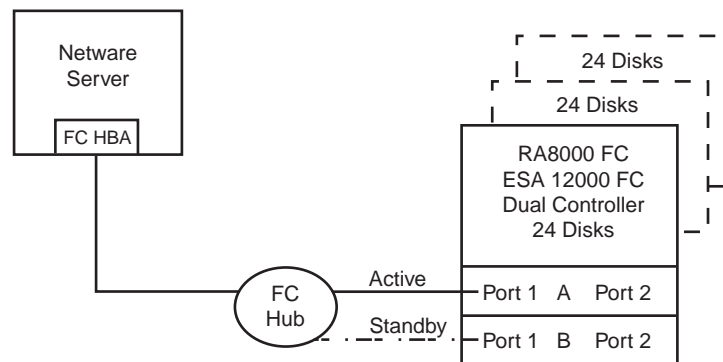 Netware
Server
FC HBA
24 Disks
24 Disks
RA8000 FC
ESA 12000 FC
Dual Controller
24 Disks
Active
FC
Hub
Port 1 A Port 2
Standby
Port 1 B Port 2